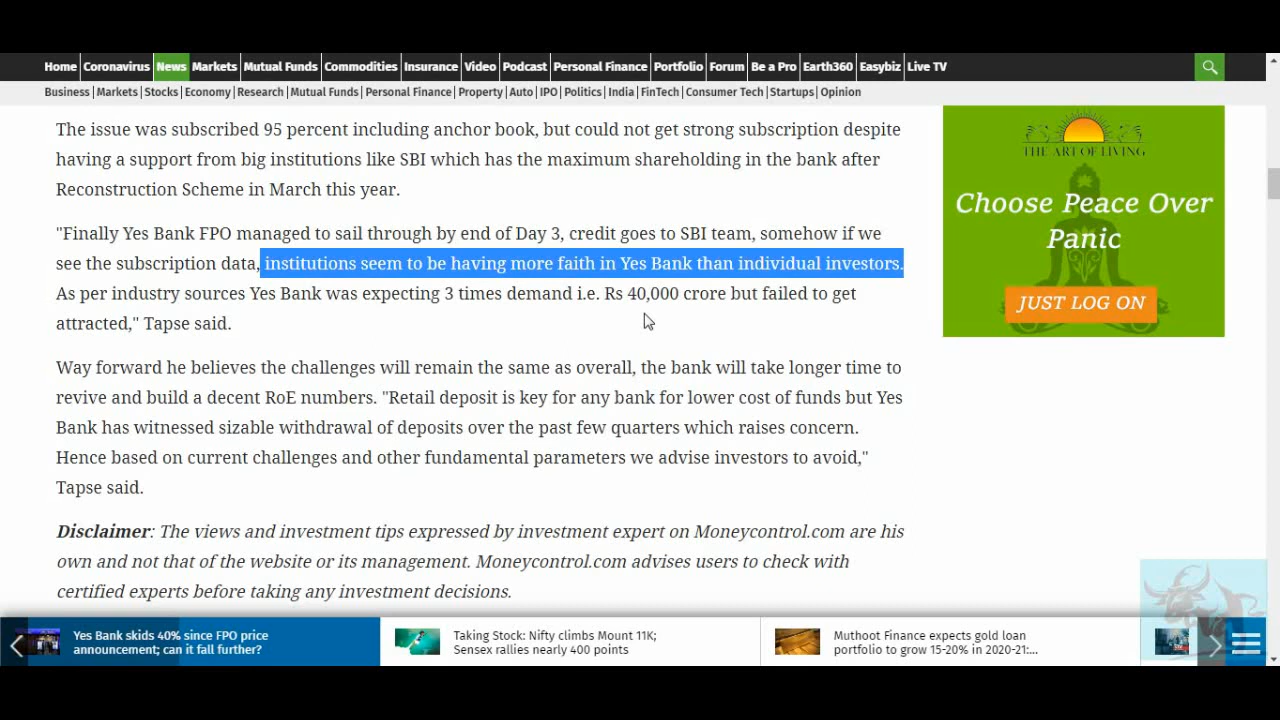 Home Coronavirus News Markets Mutual Funds Commodities Insurance Video Podcast Personal Finance Portfolio Forum Be a Pro Earth360 Easybiz Live TV
Business | Markets | Stocks | Economy | Research | Mutual Funds | Personal Finance | Property | Auto | IPO | Politics | India | FinTech | Consumer Tech | Startups | Opinion
The issue was subscribed 95 percent including anchor book, but could not get strong subscription despite
having a support from big institutions like SBI which has the maximum shareholding in the bank after
Reconstruction Scheme in March this year.
"Finally Yes Bank FPO managed to sail through by end of Day 3, credit goes to SBI team, somehow if we
see the subscription data, institutions seem to be having more faith in Yes Bank than individual investors.
As per industry sources Yes Bank was expecting 3 times demand i.e. Rs 40,000 crore but failed to get
attracted," Tapse said.
Way forward he believes the challenges will remain the same as overall, the bank will take longer time to
revive and build a decent RoE numbers. "Retail deposit is key for any bank for lower cost of funds but Yes
Bank has witnessed sizable withdrawal of deposits over the past few quarters which raises concern.
Hence based on current challenges and other fundamental parameters we advise investors to avoid,"
Tapse said.
Disclaimer: The views and investment tips expressed by investment expert on Moneycontrol.com are his
own and not that of the website or its management. Moneycontrol.com advises users to check with
certified experts before taking any investment decisions.
THE ART OF LIVING
Choose Peace Over
Panic
JUST LOG ON
Yes Bank skids 40% since FPO price
announcement; can it fall further?
Taking Stock: Nifty climbs Mount 11K;
Sensex rallies nearly 400 points
Muthoot Finance expects gold loan
portfolio to grow 15-20% in 2020-21:...